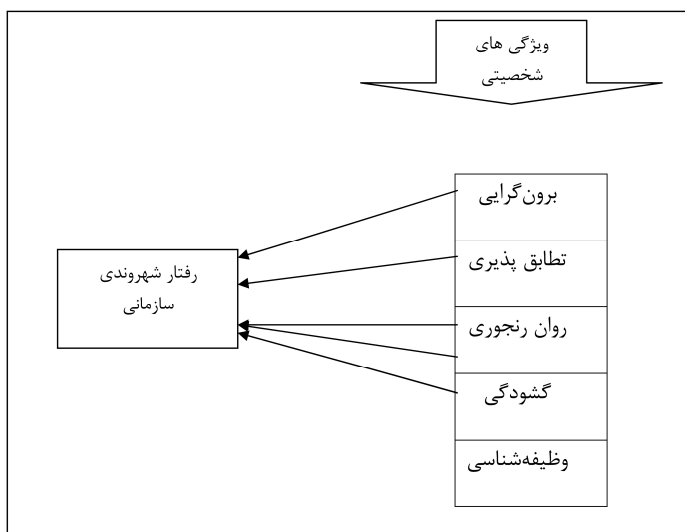 ویژگی های
شخصیتی
برون‌گرایی
تطابق پذیری
روان رنجوری
گشودگی
وظیفه‌شناسی
رفتار شهروندی
سازمانی